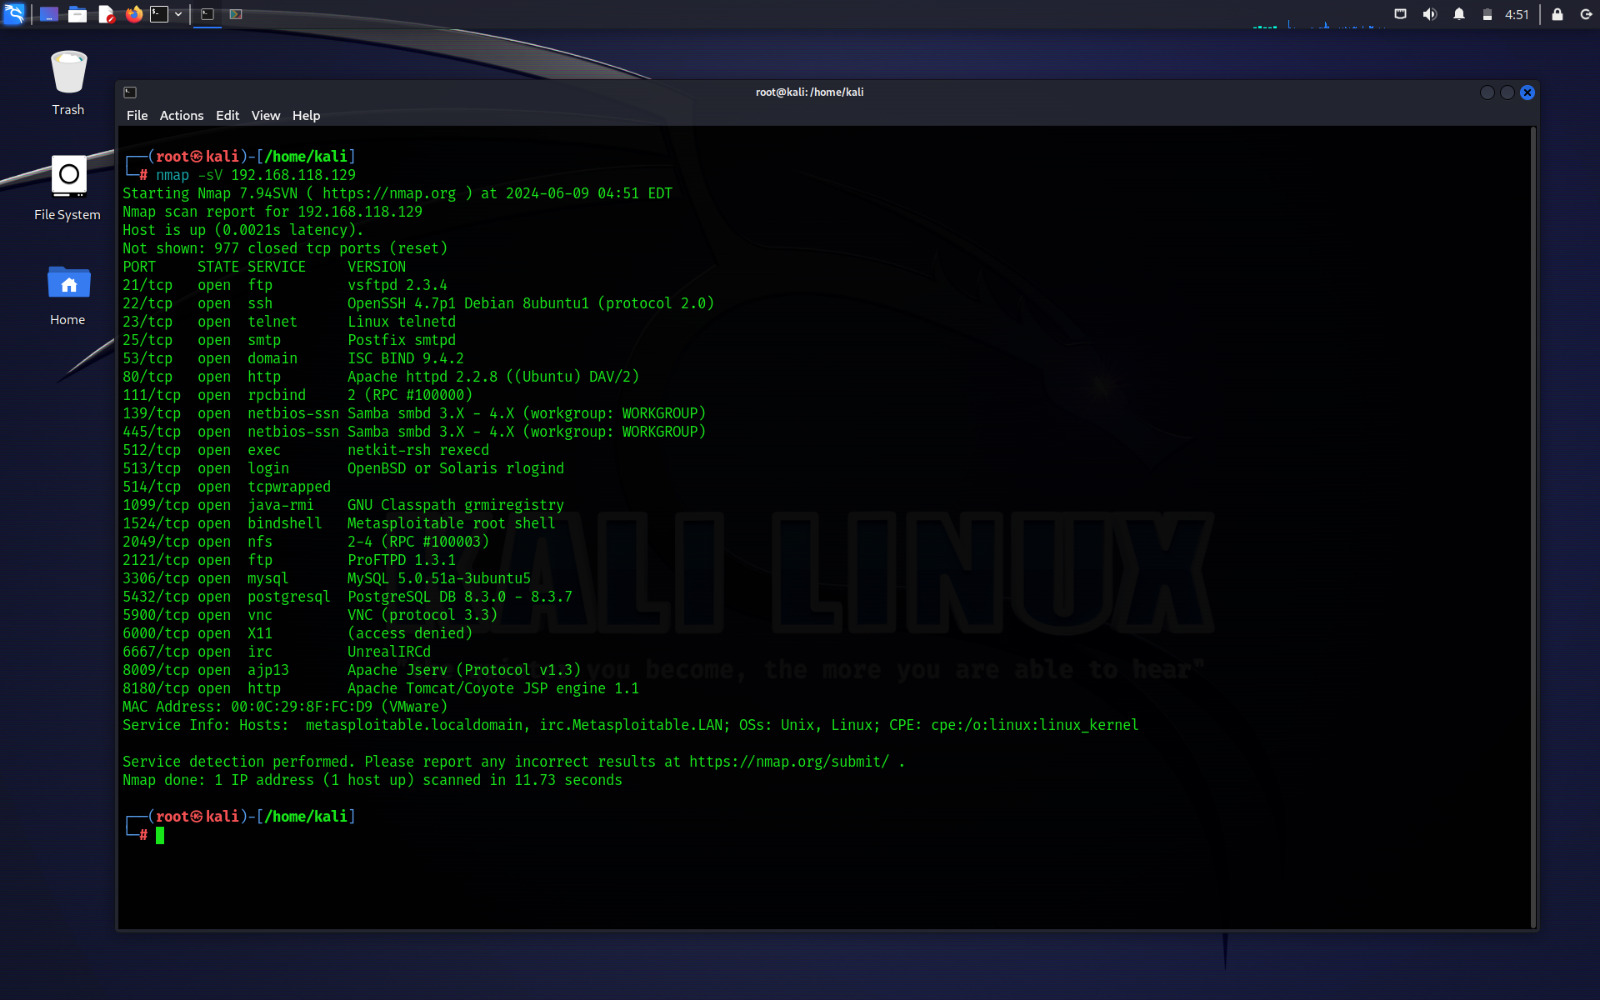 4:51
Trash
File System
Home
root@kali: /home/kali
File Actions Edit View Help
┌──(root㉿kali)-[/home/kali]
└─# nmap -sV 192.168.118.129
Starting Nmap 7.94SVN ( https://nmap.org ) at 2024-06-09 04:51 EDT
Nmap scan report for 192.168.118.129
Host is up (0.0021s latency).
Not shown: 977 closed tcp ports (reset)
PORT     STATE SERVICE     VERSION
21/tcp   open  ftp         vsftpd 2.3.4
22/tcp   open  ssh         OpenSSH 4.7p1 Debian 8ubuntu1 (protocol 2.0)
23/tcp   open  telnet      Linux telnetd
25/tcp   open  smtp        Postfix smtpd
53/tcp   open  domain      ISC BIND 9.4.2
80/tcp   open  http        Apache httpd 2.2.8 ((Ubuntu) DAV/2)
111/tcp  open  rpcbind     2 (RPC #100000)
139/tcp  open  netbios-ssn Samba smbd 3.X - 4.X (workgroup: WORKGROUP)
445/tcp  open  netbios-ssn Samba smbd 3.X - 4.X (workgroup: WORKGROUP)
512/tcp  open  exec        netkit-rsh rexecd
513/tcp  open  login       OpenBSD or Solaris rlogind
514/tcp  open  tcpwrapped
1099/tcp open  java-rmi    GNU Classpath grmiregistry
1524/tcp open  bindshell   Metasploitable root shell
2049/tcp open  nfs         2-4 (RPC #100003)
2121/tcp open  ftp         ProFTPD 1.3.1
3306/tcp open  mysql       MySQL 5.0.51a-3ubuntu5
5432/tcp open  postgresql  PostgreSQL DB 8.3.0 - 8.3.7
5900/tcp open  vnc         VNC (protocol 3.3)
6000/tcp open  X11         (access denied)
6667/tcp open  irc         UnrealIRCd
8009/tcp open  ajp13       Apache Jserv (Protocol v1.3)
8180/tcp open  http        Apache Tomcat/Coyote JSP engine 1.1
MAC Address: 00:0C:29:8F:FC:D9 (VMware)
Service Info: Hosts:  metasploitable.localdomain, irc.Metasploitable.LAN; OSs: Unix, Linux; CPE: cpe:/o:linux:linux_kernel
Service detection performed. Please report any incorrect results at https://nmap.org/submit/ .
Nmap done: 1 IP address (1 host up) scanned in 11.73 seconds
┌──(root㉿kali)-[/home/kali]
└─#
KALI LINUX
you become, the more you are able to hear"